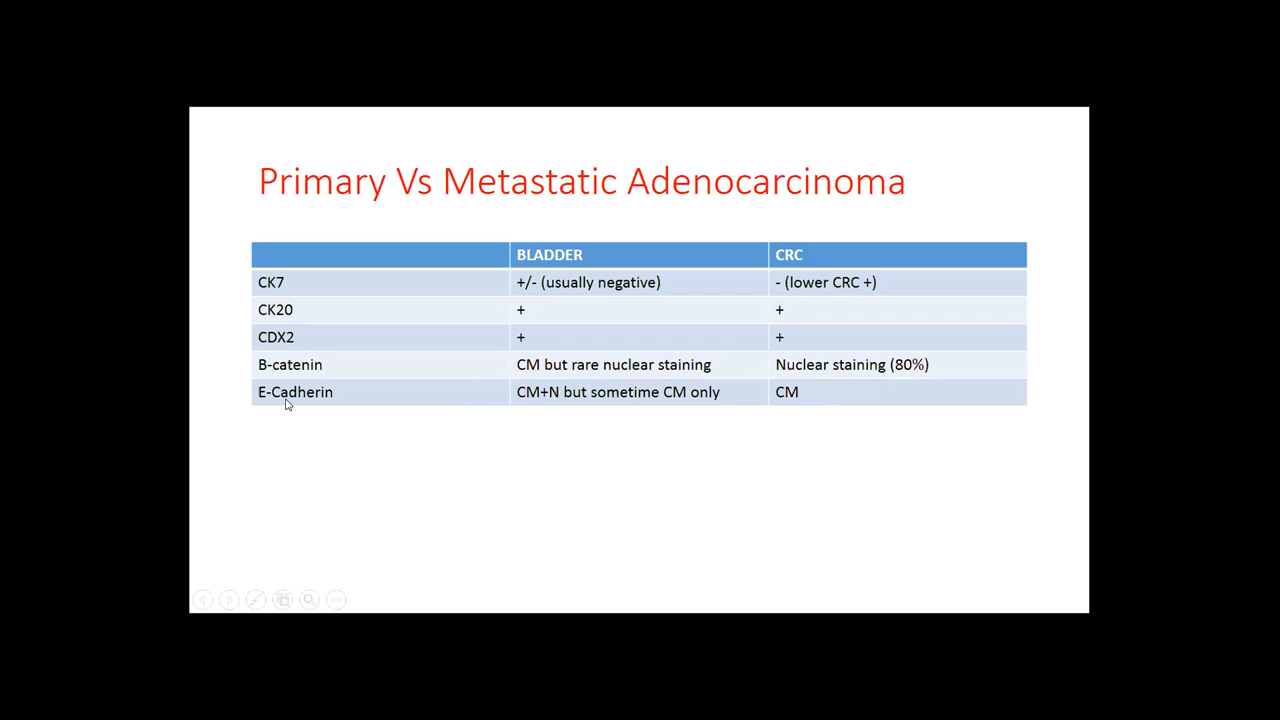 Primary Vs Metastatic Adenocarcinoma
BLADDER CRC
CK7 +/- (usually negative) - (lower CRC +)
CK20 + +
CDX2 + +
B-catenin CM but rare nuclear staining Nuclear staining (80%)
E-Cadherin CM+N but sometime CM only CM